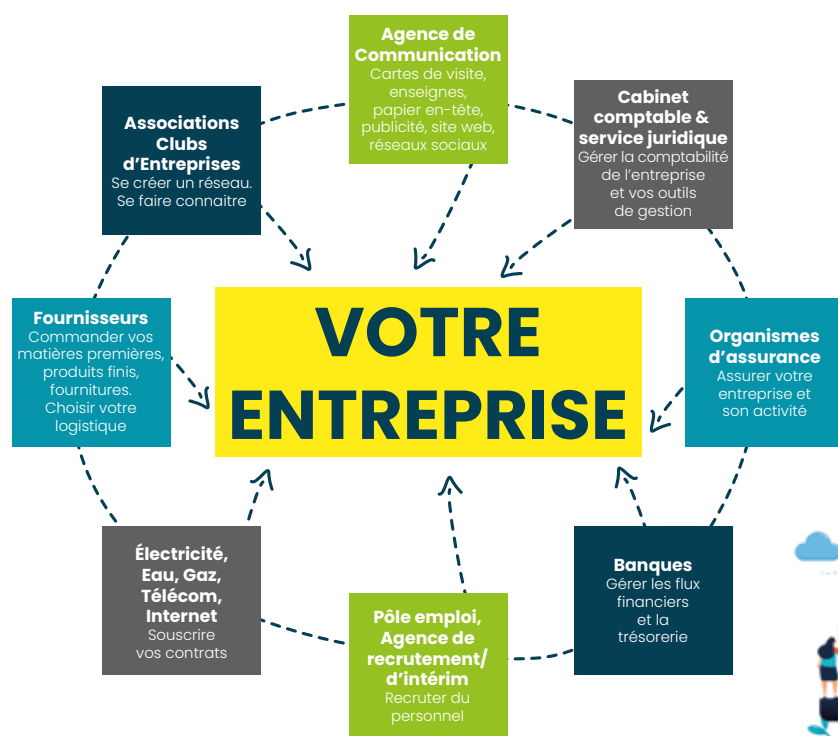 Agence de
Communication
Cartes de visite,
enseignes,
papier en-tête,
publicité, site web,
réseaux sociaux
Associations
Clubs
d'Entreprises
Se créer un réseau.
Se faire connaitre
Cabinet
comptable &
service juridique
Gérer la comptabilité
de l'entreprise
et vos outils
de gestion
Fournisseurs
Commander vos
matières premières,
produits finis,
fournitures.
Choisir votre
logistique
VOTRE
ENTREPRISE
Organismes
d'assurance
Assurer votre
entreprise et
son activité
Électricité,
Eau, Gaz,
Télécom,
Internet
Souscrire
vos contrats
Pôle emploi,
Agence de
recrutement/
d'intérim
Recruter du
personnel
Banques
Gérer les flux
financiers
et la
trésorerie